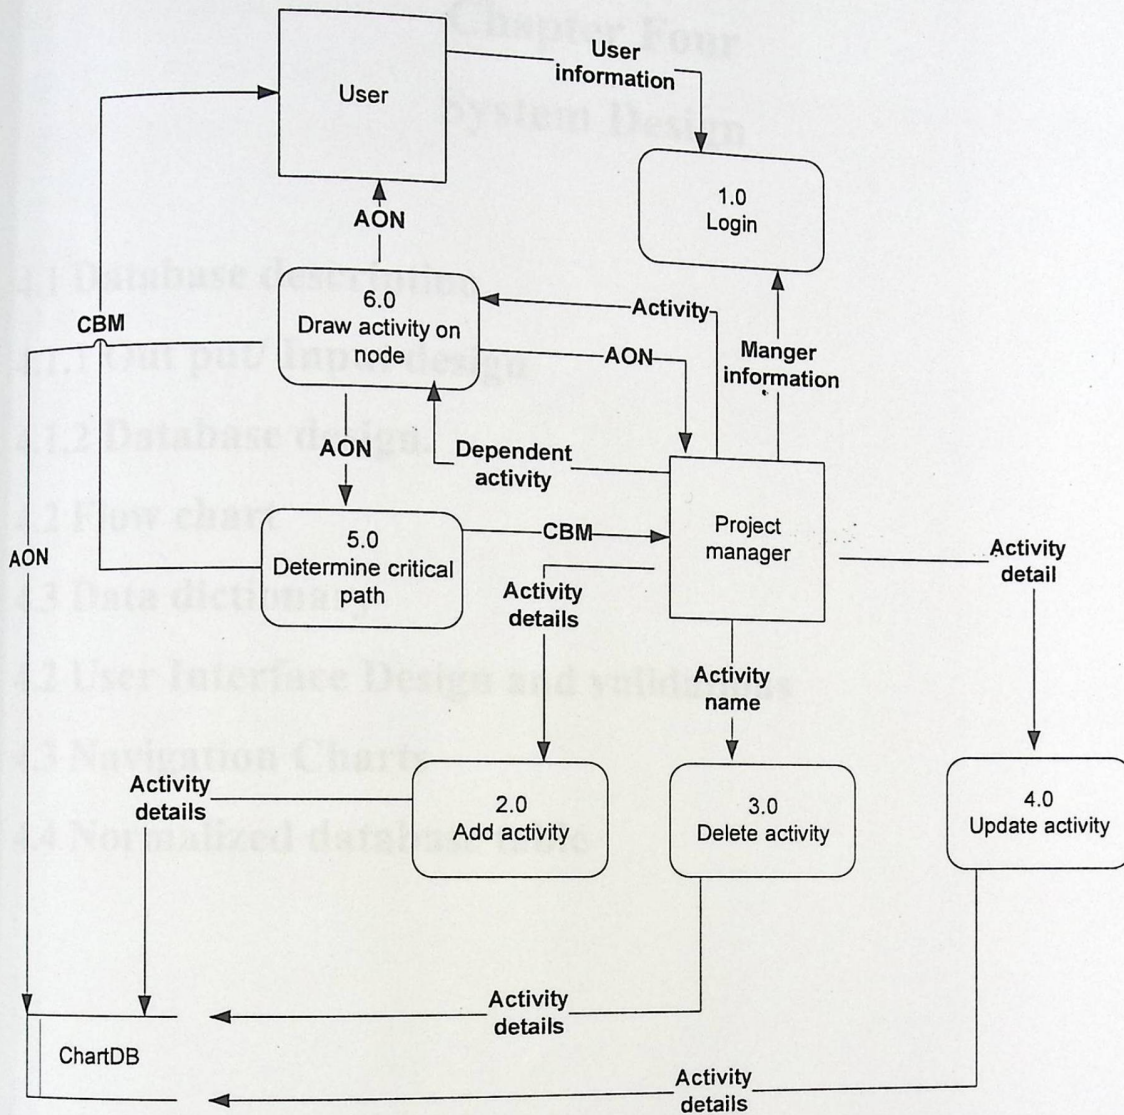 Chapter Four
System Design
User
User
information
1.0
Login
AON
6.0
Draw activity on
node
Activity
CBM
AON
Manger
information
4.1 Database description
4.1.1 Out put/ Input design
4.1.2 Database design.
AON
Dependent
activity
4.2 Flow chart
5.0
Determine critical
path
CBM
Project
manager
Activity
detail
AON
4.3 Data dictionary
Activity
details
Activity
name
4.2 User Interface Design and validations
4.3 Navigation Charts
Activity
details
2.0
Add activity
3.0
Delete activity
4.0
Update activity
4.4 Normalized database table
Activity
details
ChartDB
Activity
details